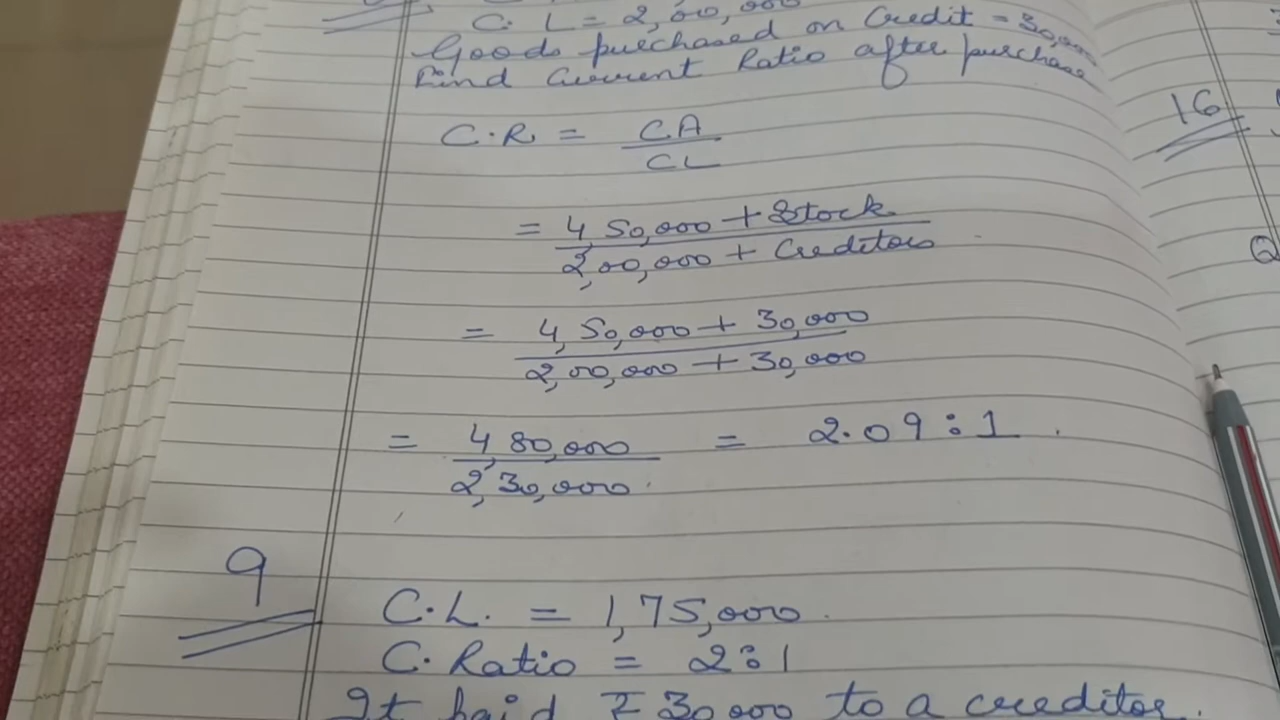 C. L = 2,00,000
Goods purchased on Credit = 30,000
Find Current Ratio after purchase
C.R. = CA
CL
= 4,50,000 + Stock
2,00,000 + Creditors
= 4,50,000 + 30,000
2,00,000 + 30,000
= 4,80,000 = 2.09:1.
2,30,000.
9
C.L. = 1,75,000.
C. Ratio = 2:1
It paid ₹ 30,000 to a creditor.
16
Q